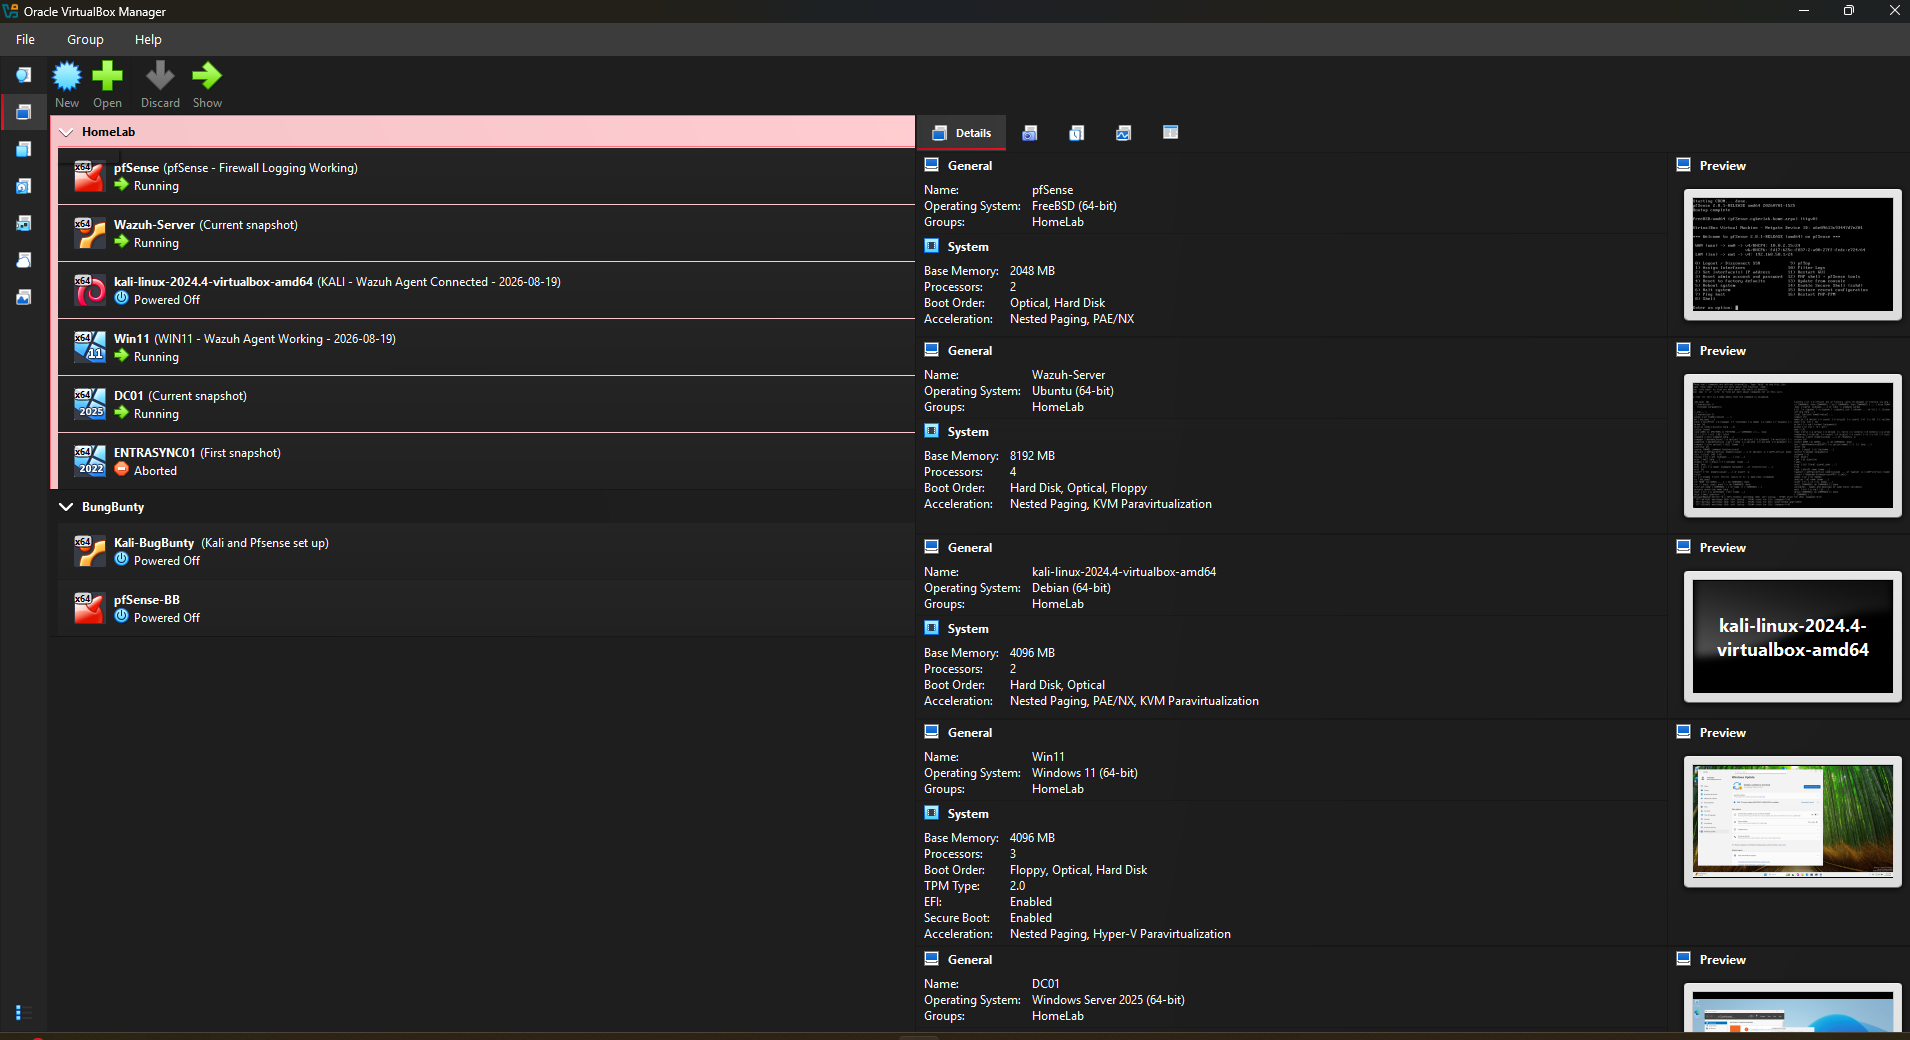 Oracle VirtualBox Manager
File Group Help
New Open Discard Show
HomeLab
x64
pfSense (pfSense - Firewall Logging Working)
Running
x64
Wazuh-Server (Current snapshot)
Running
x64
kali-linux-2024.4-virtualbox-amd64 (KALI - Wazuh Agent Connected - 2026-08-19)
Powered Off
x64
11
Win11 (WIN11 - Wazuh Agent Working - 2026-08-19)
Running
x64
2025
DC01 (Current snapshot)
Running
x64
2022
ENTRASYNC01 (First snapshot)
Aborted
BungBunty
x64
Kali-BugBunty (Kali and Pfsense set up)
Powered Off
x64
pfSense-BB
Powered Off
Details
General
Name: pfSense
Operating System: FreeBSD (64-bit)
Groups: HomeLab
System
Base Memory: 2048 MB
Processors: 2
Boot Order: Optical, Hard Disk
Acceleration: Nested Paging, PAE/NX
Preview
General
Name: Wazuh-Server
Operating System: Ubuntu (64-bit)
Groups: HomeLab
System
Base Memory: 8192 MB
Processors: 4
Boot Order: Hard Disk, Optical, Floppy
Acceleration: Nested Paging, KVM Paravirtualization
Preview
General
Name: kali-linux-2024.4-virtualbox-amd64
Operating System: Debian (64-bit)
Groups: HomeLab
System
Base Memory: 4096 MB
Processors: 2
Boot Order: Hard Disk, Optical
Acceleration: Nested Paging, PAE/NX, KVM Paravirtualization
Preview
kali-linux-2024.4-
virtualbox-amd64
General
Name: Win11
Operating System: Windows 11 (64-bit)
Groups: HomeLab
System
Base Memory: 4096 MB
Processors: 3
Boot Order: Floppy, Optical, Hard Disk
TPM Type: 2.0
EFI: Enabled
Secure Boot: Enabled
Acceleration: Nested Paging, Hyper-V Paravirtualization
Preview
General
Name: DC01
Operating System: Windows Server 2025 (64-bit)
Groups: HomeLab
Preview